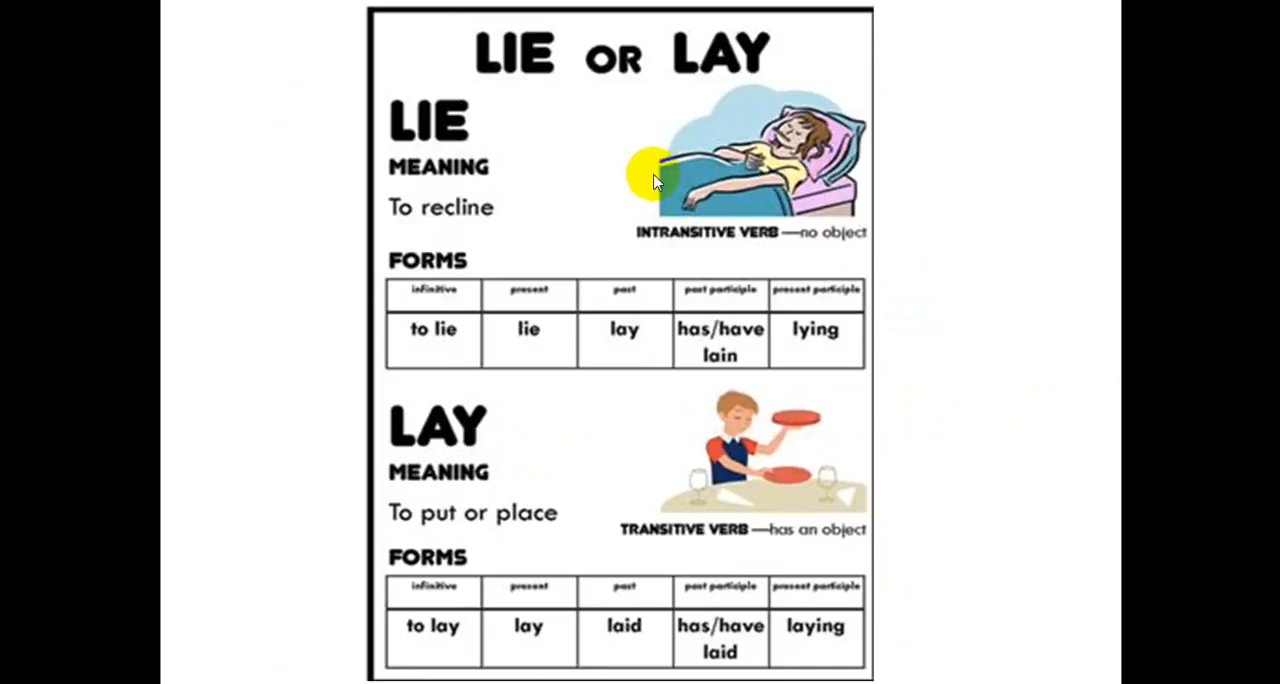 LIE OR LAY
LIE
MEANING
To recline
INTRANSITIVE VERB —no object
FORMS
infinitive present past past participle present participle
to lie lie lay has/have lain lying
LAY
MEANING
To put or place
TRANSITIVE VERB —has an object
FORMS
infinitive present past past participle present participle
to lay lay laid has/have laid laying